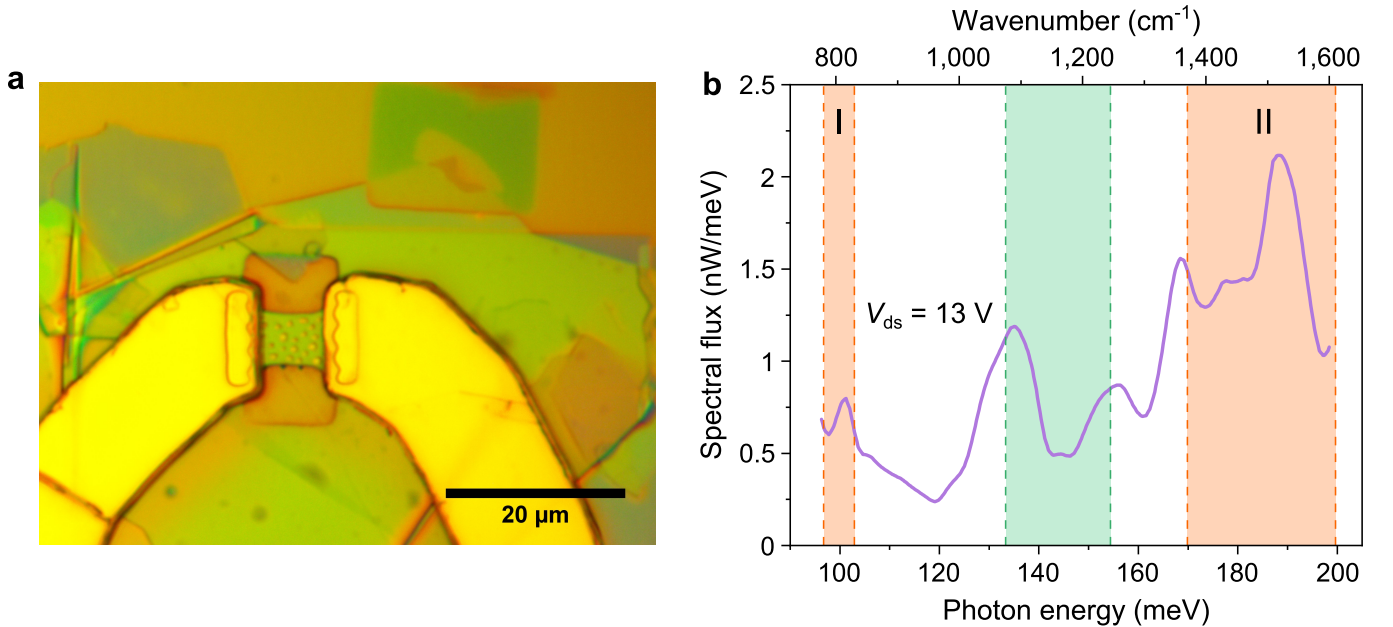 a
20 µm
b
Wavenumber (cm⁻¹)
800 1,000 1,200 1,400 1,600
Spectral flux (nW/meV)
2.5
2
1.5
1
0.5
0
I
II
V_ds = 13 V
100 120 140 160 180 200
Photon energy (meV)